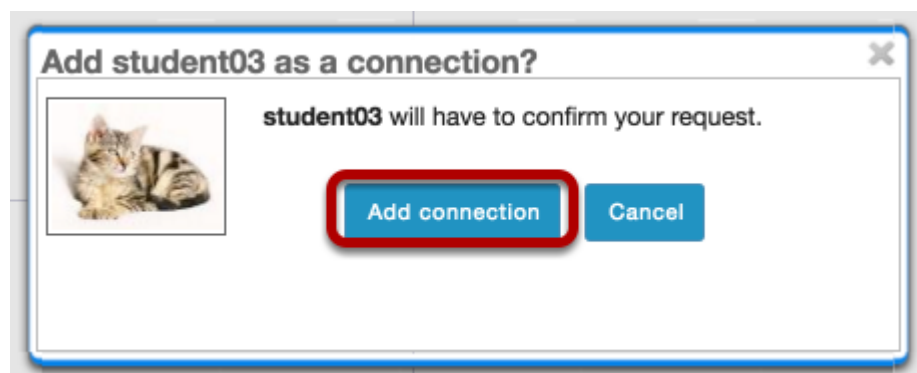 Add student03 as a connection?
student03 will have to confirm your request.
Add connection
Cancel